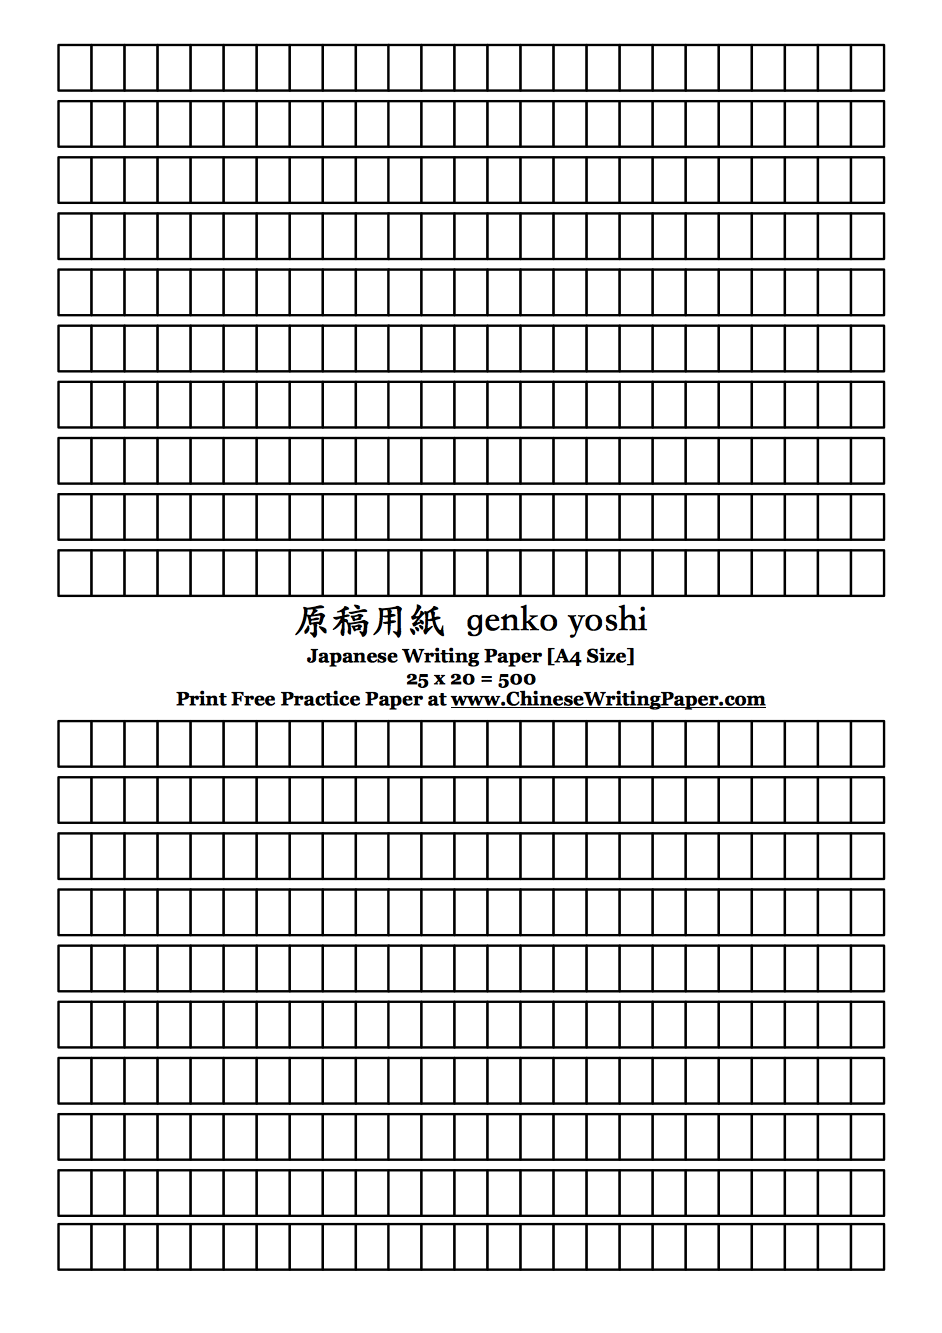 原稿用紙 genko yoshi
Japanese Writing Paper [A4 Size]
25 x 20 = 500
Print Free Practice Paper at www.ChineseWritingPaper.com